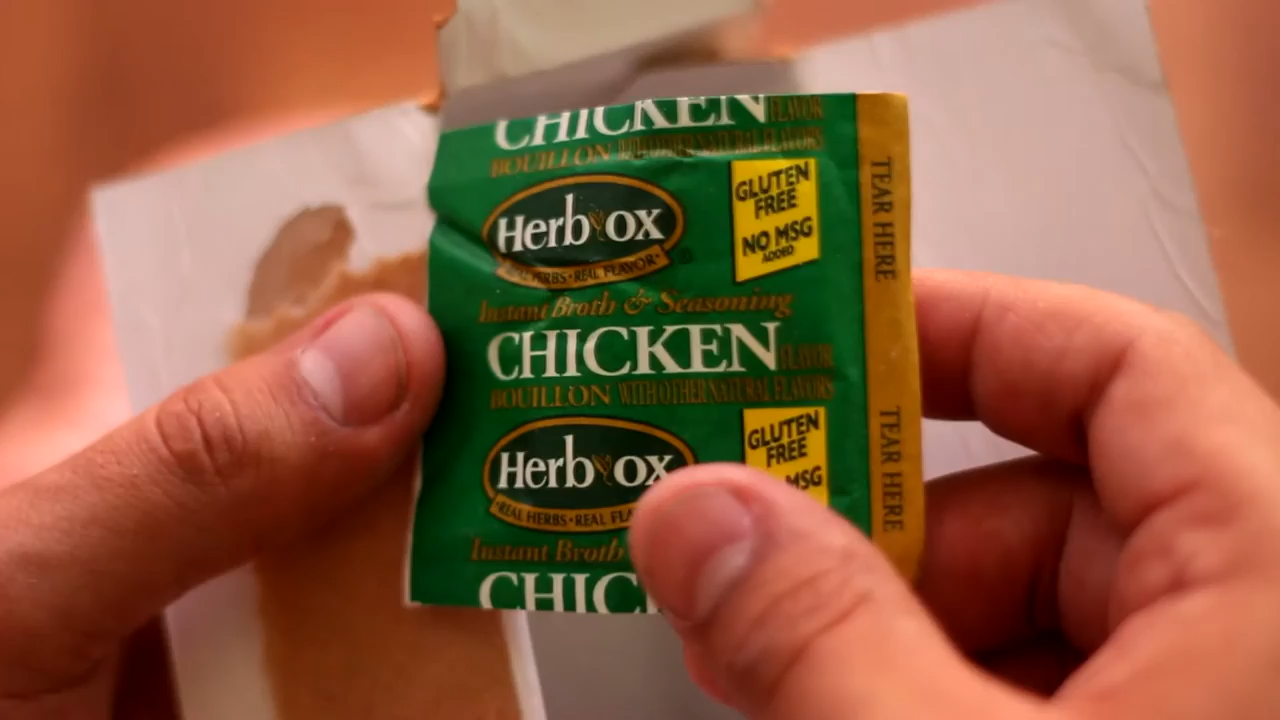 CHICKEN FLAVOR
BOUILLON WITH OTHER NATURAL FLAVORS
GLUTEN
FREE
NO MSG
ADDED
Herb ox
REAL HERBS • REAL FLAVOR
®
Instant Broth & Seasoning
CHICKEN FLAVOR
BOUILLON WITH OTHER NATURAL FLAVORS
GLUTEN
FREE
MSG
Herb ox
REAL HERBS • REAL FLA
Instant Broth
CHIC
TEAR HERE
TEAR HERE